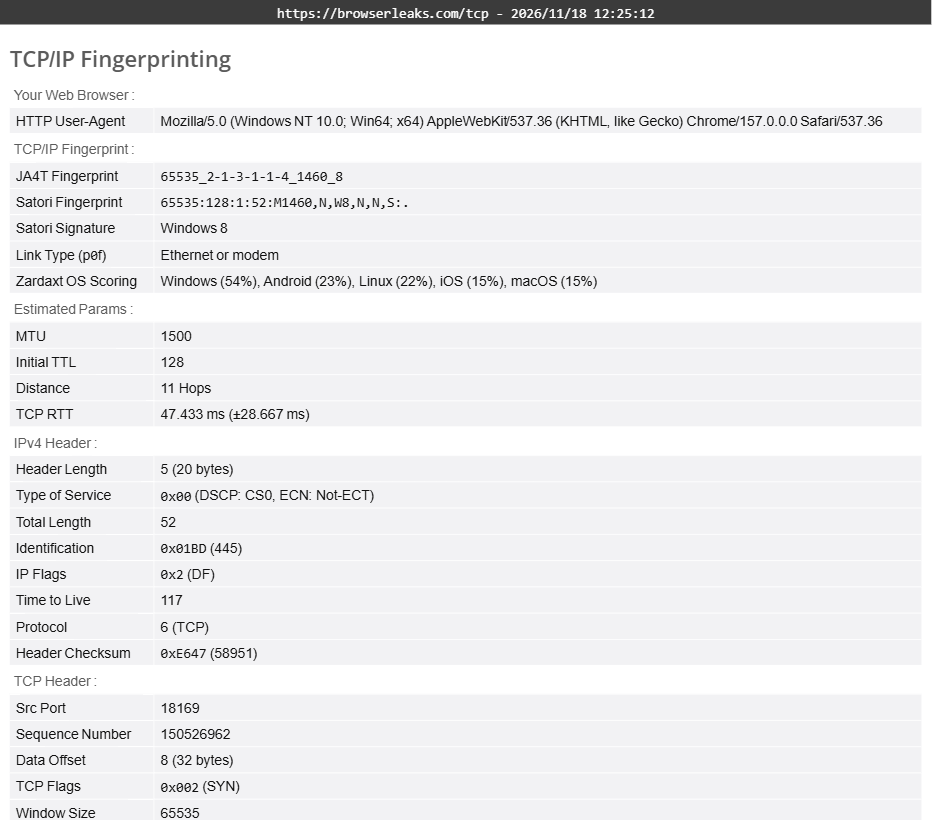 https://browserleaks.com/tcp - 2026/11/18 12:25:12
TCP/IP Fingerprinting
Your Web Browser :
HTTP User-Agent Mozilla/5.0 (Windows NT 10.0; Win64; x64) AppleWebKit/537.36 (KHTML, like Gecko) Chrome/157.0.0.0 Safari/537.36
TCP/IP Fingerprint :
JA4T Fingerprint 65535_2-1-3-1-1-4_1460_8
Satori Fingerprint 65535:128:1:52:M1460,N,W8,N,N,S:.
Satori Signature Windows 8
Link Type (p0f) Ethernet or modem
Zardaxt OS Scoring Windows (54%), Android (23%), Linux (22%), iOS (15%), macOS (15%)
Estimated Params :
MTU 1500
Initial TTL 128
Distance 11 Hops
TCP RTT 47.433 ms (±28.667 ms)
IPv4 Header :
Header Length 5 (20 bytes)
Type of Service 0x00 (DSCP: CS0, ECN: Not-ECT)
Total Length 52
Identification 0x01BD (445)
IP Flags 0x2 (DF)
Time to Live 117
Protocol 6 (TCP)
Header Checksum 0xE647 (58951)
TCP Header :
Src Port 18169
Sequence Number 150526962
Data Offset 8 (32 bytes)
TCP Flags 0x002 (SYN)
Window Size 65535